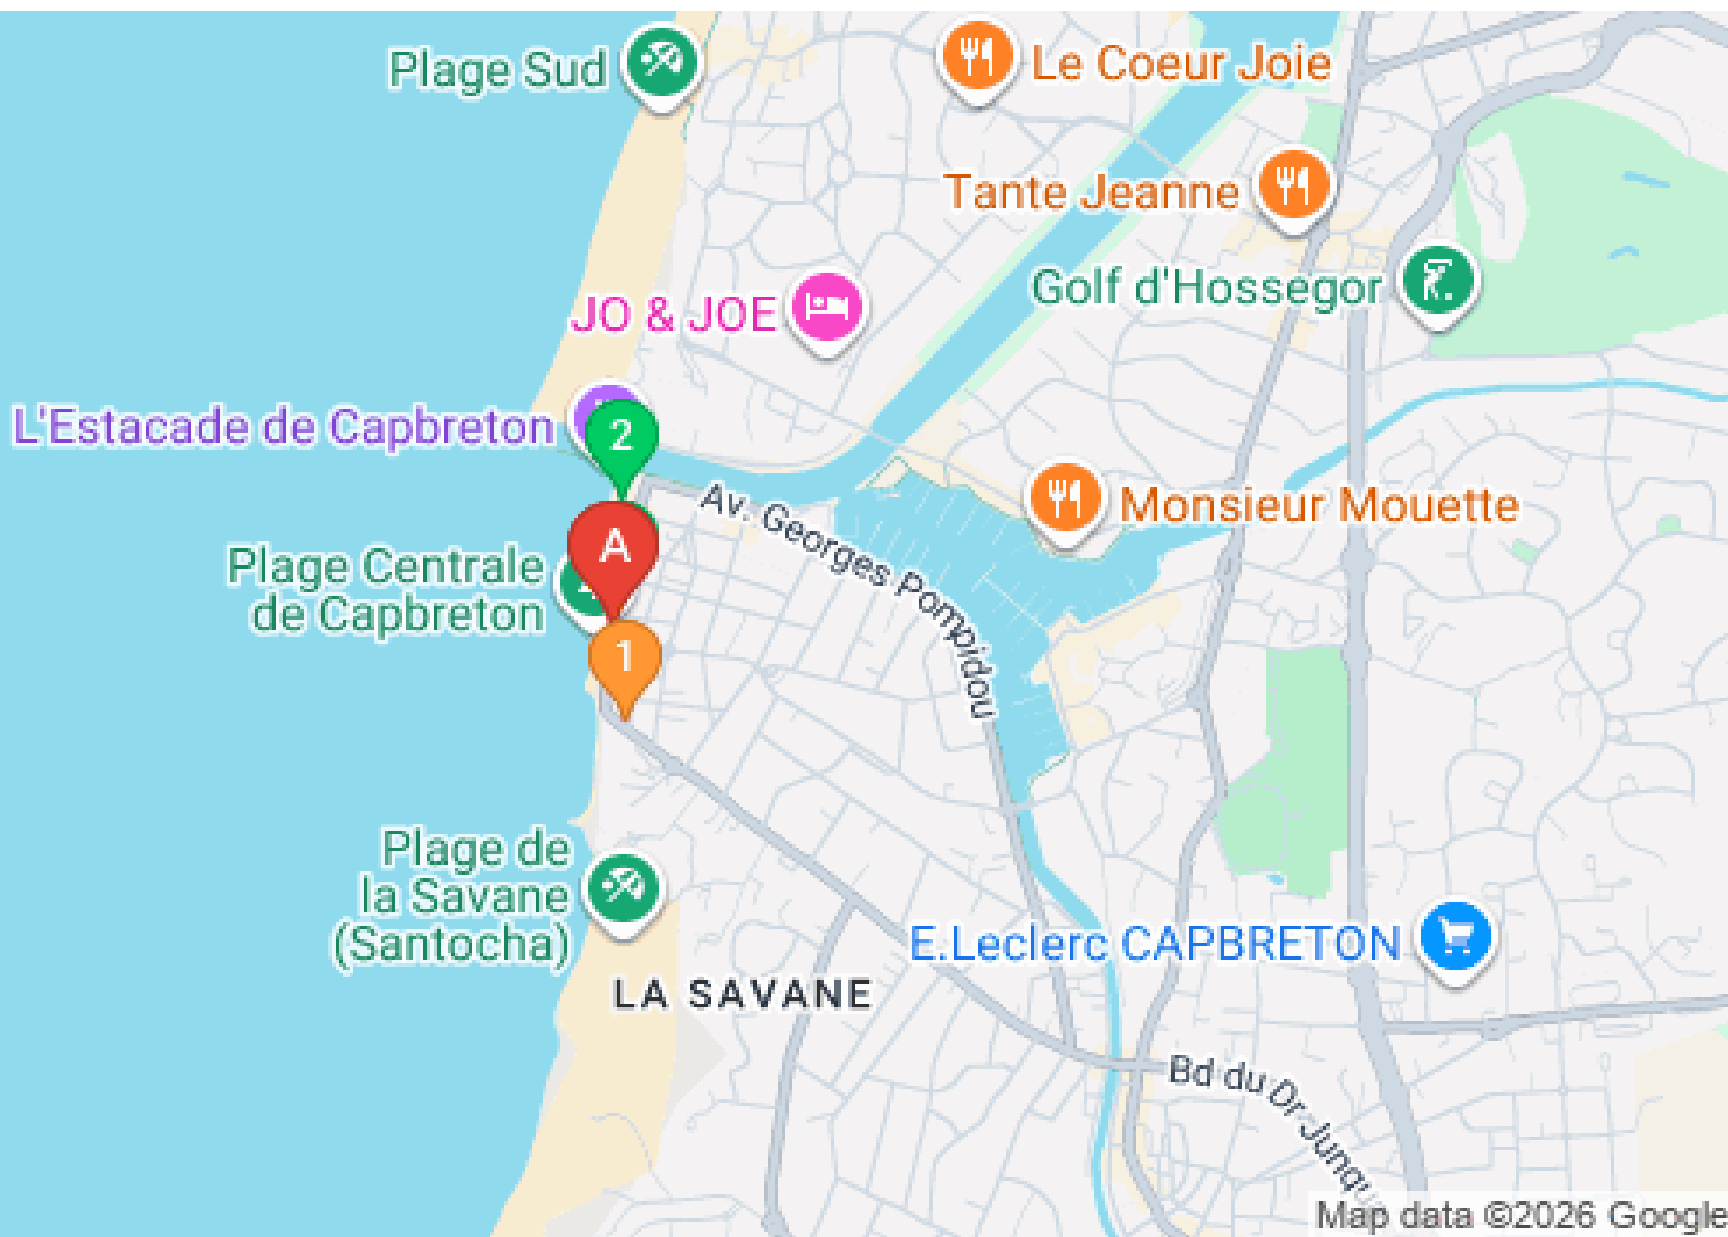 Plage Sud
Le Coeur Joie
Tante Jeanne
Golf d'Hossegor
JO & JOE
L'Estacade de Capbreton
2
Av. Georges Pompidou
Monsieur Mouette
A
Plage Centrale
de Capbreton
1
Plage de
la Savane
(Santocha)
E.Leclerc CAPBRETON
LA SAVANE
Bd du Dr Junqu
Map data ©2026 Google